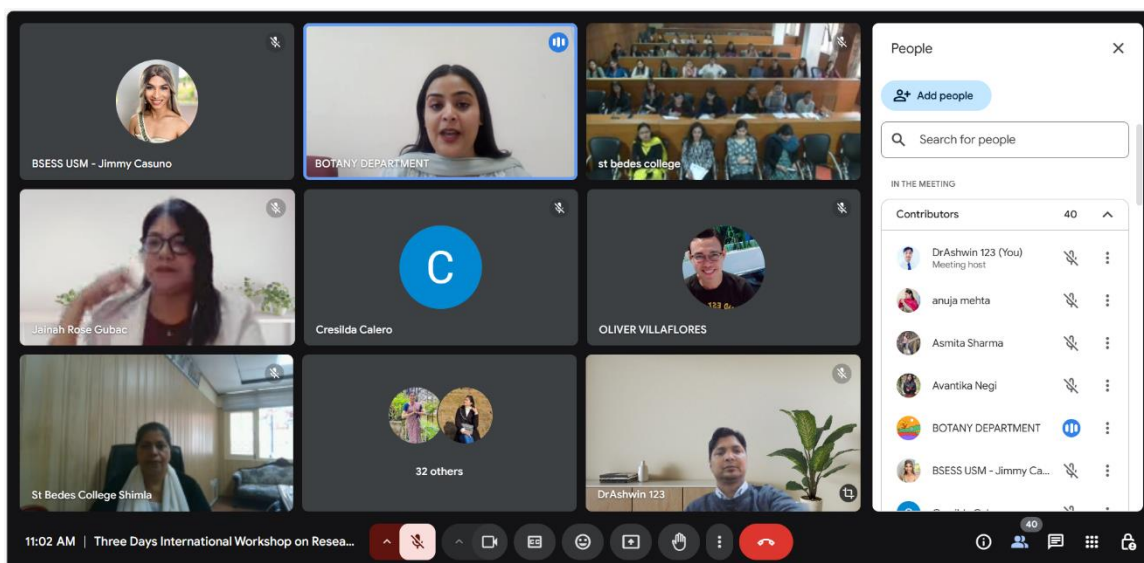 BSESS USM - Jimmy Casuno
BOTANY DEPARTMENT
st bedes college
Jainah Rose Gubac
C
Cresilda Calero
123 
OLIVER VILLAFLORES
St Bedes College Shimla
32 others
DrAshwin 123
People
Add people
Search for people
IN THE MEETING
Contributors 40
DrAshwin 123 (You)
Meeting host
anuja mehta
Asmita Sharma
Avantika Negi
BOTANY DEPARTMENT
BSESS USM - Jimmy Ca...
40
11:02 AM | Three Days International Workshop on Resea...
CC